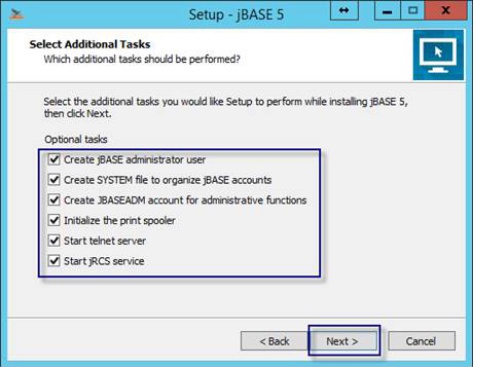 Setup - jBASE 5
Select Additional Tasks
Which additional tasks should be performed?
Select the additional tasks you would like Setup to perform while installing jBASE 5,
then click Next.
Optional tasks
Create jBASE administrator user
Create SYSTEM file to organize jBASE accounts
Create JBASEADM account for administrative functions
Initialize the print spooler
Start telnet server
Start jRCS service
< Back Next > Cancel